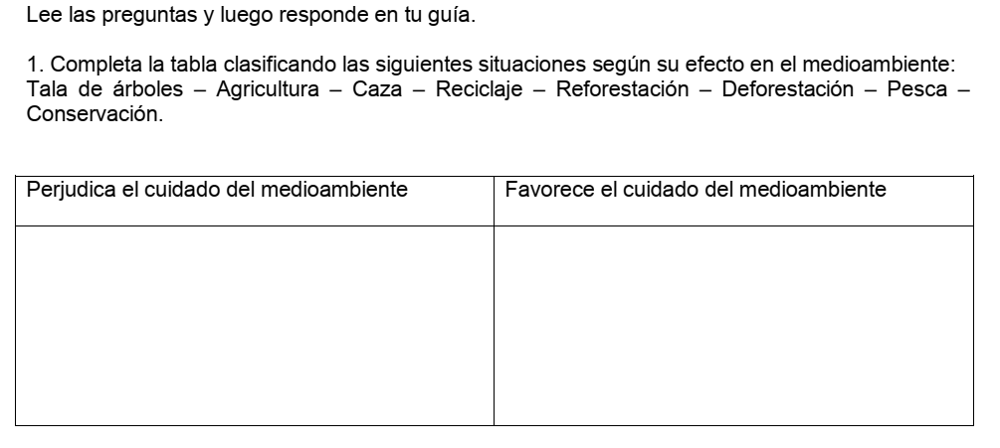 Lee las preguntas y luego responde en tu guía.
1. Completa la tabla clasificando las siguientes situaciones según su efecto en el medioambiente:
Tala de árboles – Agricultura – Caza – Reciclaje – Reforestación – Deforestación – Pesca –
Conservación.
Perjudica el cuidado del medioambiente
Favorece el cuidado del medioambiente